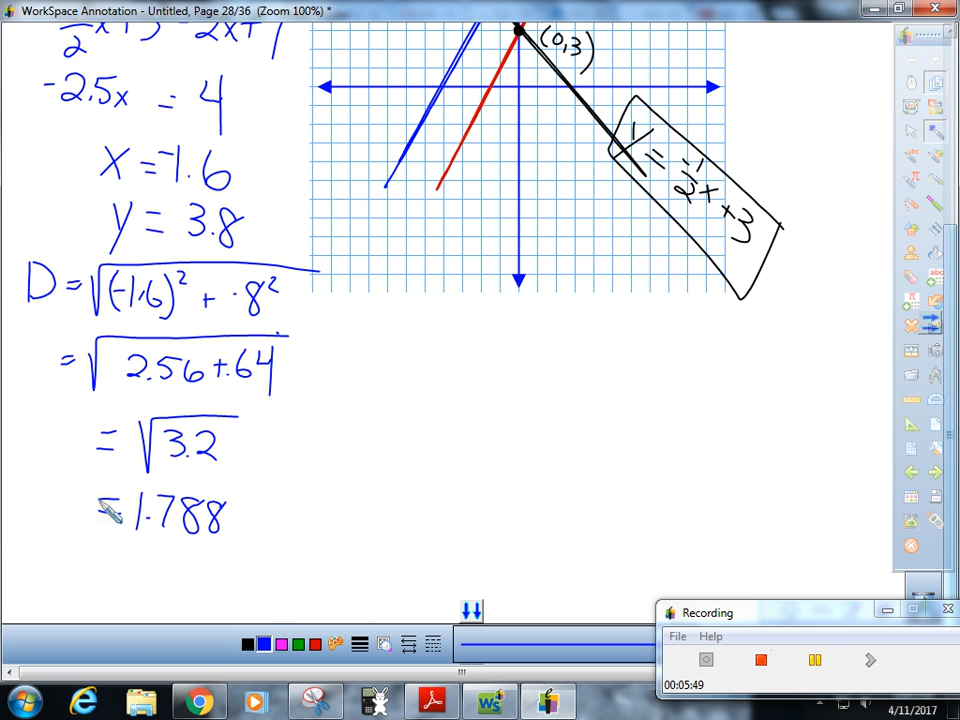 WorkSpace Annotation - Untitled, Page 28/36 (Zoom 100%) *
-2.5x = 4
x = -1.6
y = 3.8
D = √(-1.6)² + .8²
= √2.56+.64
= √3.2
= 1.788
(0,3)
y = -1/2 x + 3
Recording
File Help
00:05:49
WS
4/11/2017